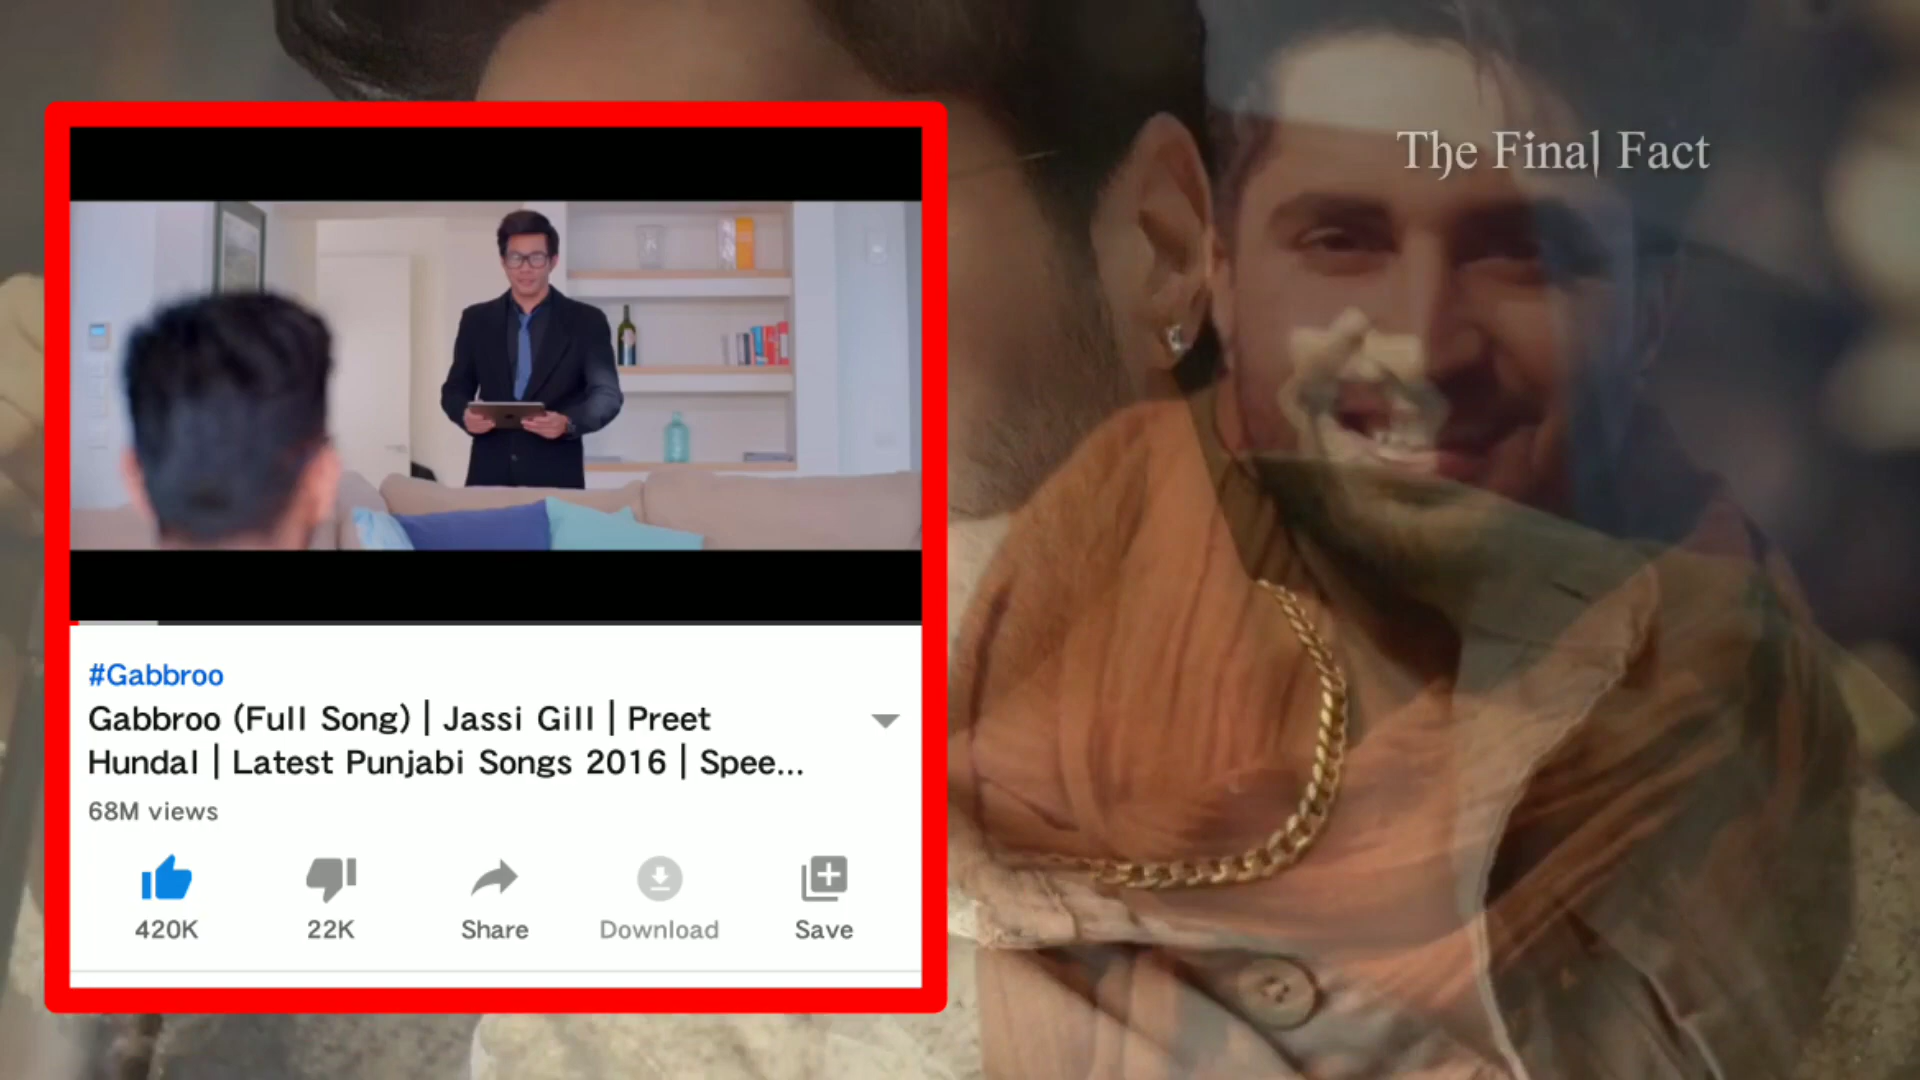 The Final Fact
#Gabbroo
Gabbroo (Full Song) | Jassi Gill | Preet
Hundal | Latest Punjabi Songs 2016 | Spee...
68M views
420K
22K
Share
Download
Save